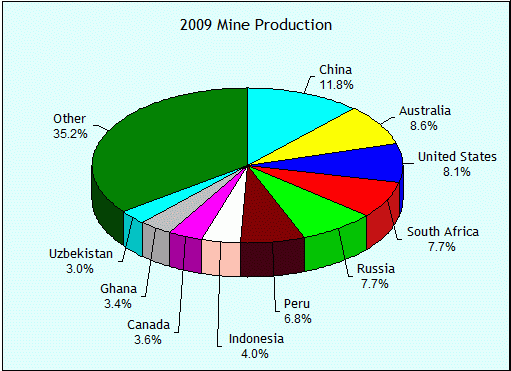 2009 Mine Production
China
11.8%
Australia
8.6%
United States
8.1%
South Africa
7.7%
Russia
7.7%
Peru
6.8%
Indonesia
4.0%
Canada
3.6%
Ghana
3.4%
Uzbekistan
3.0%
Other
35.2%